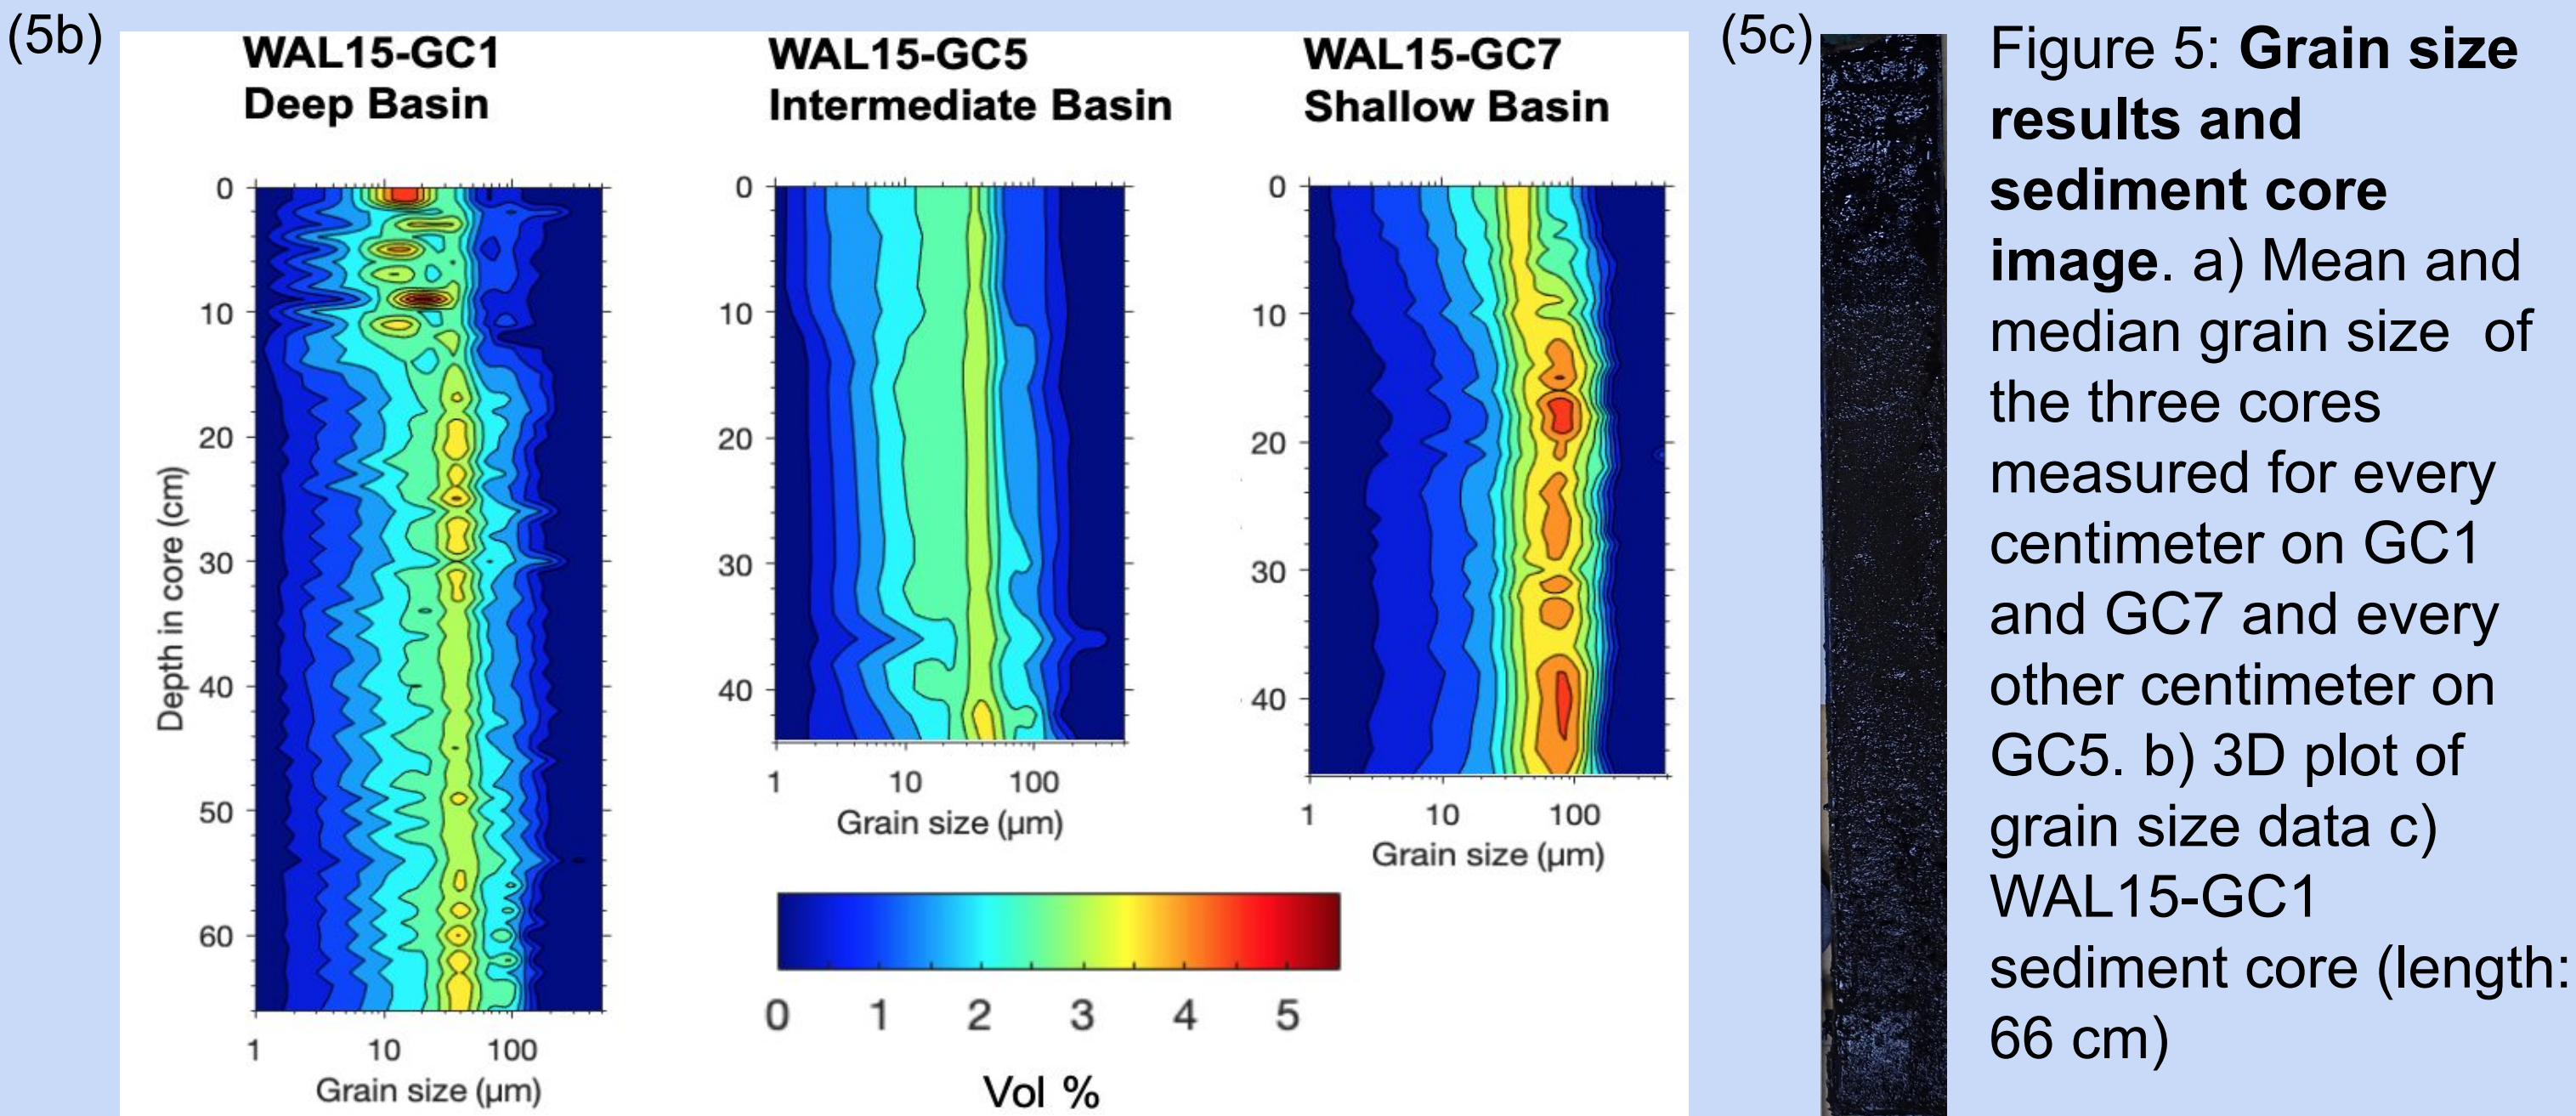 (5b)
WAL15-GC1
Deep Basin
WAL15-GC5
Intermediate Basin
WAL15-GC7
Shallow Basin
Depth in core (cm)
0
10
20
30
40
50
60
1
10
100
Grain size (µm)
0
10
20
30
40
1
10
100
Grain size (µm)
0
10
20
30
40
1
10
100
Grain size (µm)
0
1
2
3
4
5
Vol %
(5c)
Figure 5: Grain size
results and
sediment core
image. a) Mean and
median grain size  of
the three cores
measured for every
centimeter on GC1
and GC7 and every
other centimeter on
GC5. b) 3D plot of
grain size data c)
WAL15-GC1
sediment core (length:
66 cm)